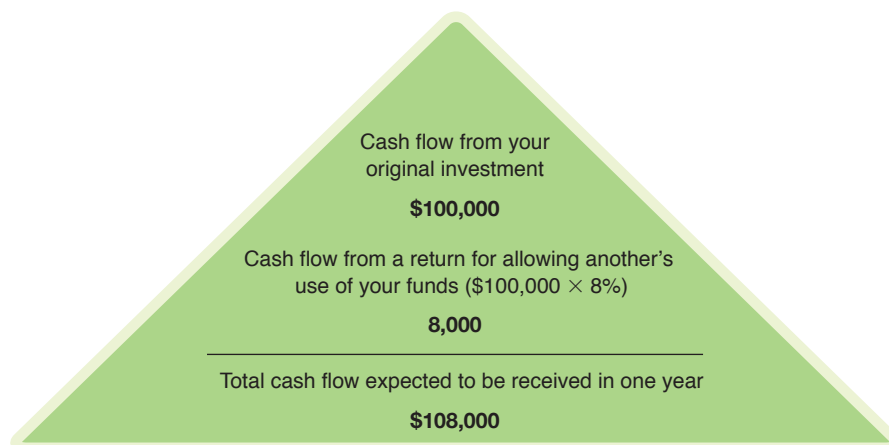 Cash flow from your
original investment
$100,000
Cash flow from a return for allowing another’s
use of your funds ($100,000 × 8%)
8,000
Total cash flow expected to be received in one year
$108,000